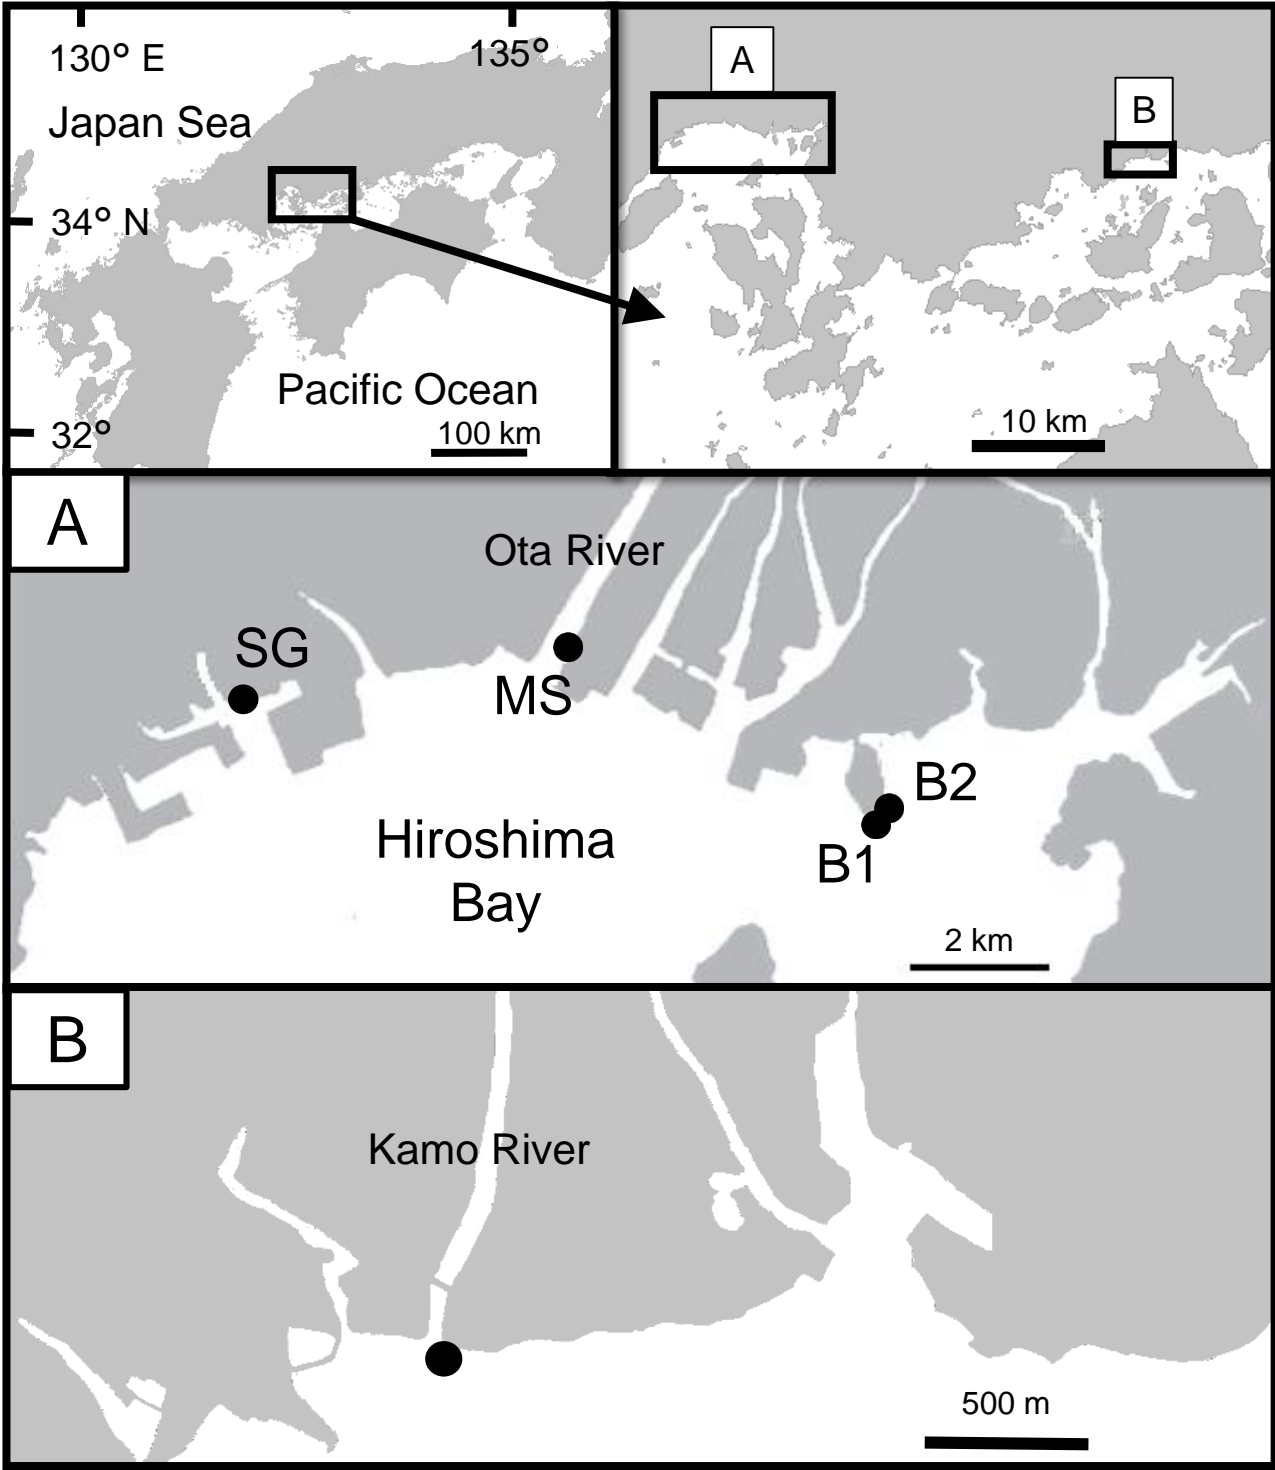 130° E
135°
Japan Sea
34° N
Pacific Ocean
32°
100 km
A
B
10 km
A
Ota River
SG
MS
B2
Hiroshima
B1
Bay
2 km
B
Kamo River
500 m